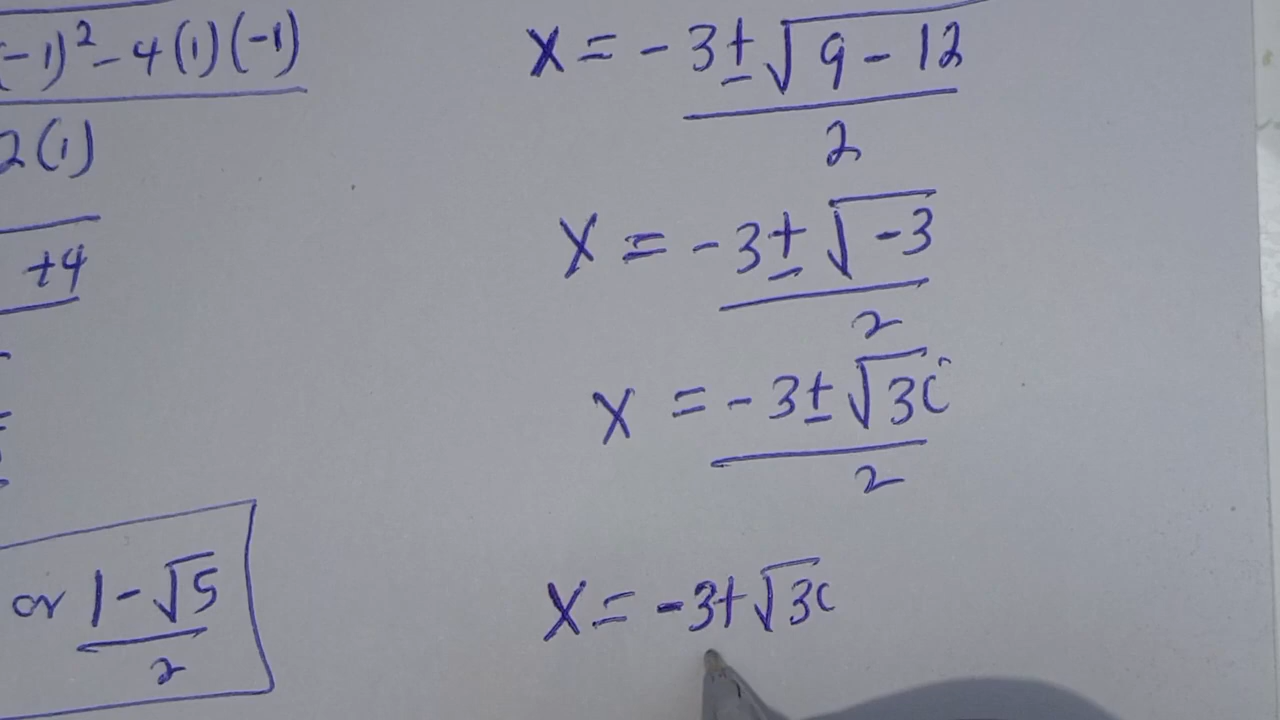 (-1)² - 4(1)(-1)
2(1)
+4
or 1 - √5
2
x = -3 ± √9 - 12
2
x = -3 ± √-3
2
x = -3 ± √3i
2
x = -3 + √3i